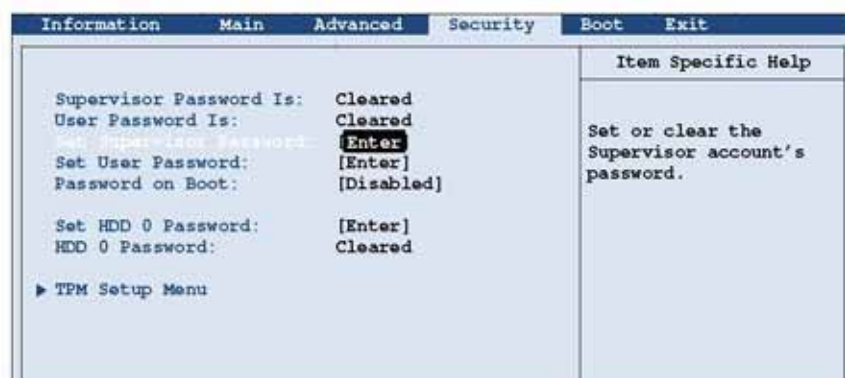 Information Main Advanced Security Boot Exit
Item Specific Help
Supervisor Password Is: Cleared
User Password Is: Cleared
Set Supervisor Password: [Enter]
Set User Password: [Enter]
Password on Boot: [Disabled]
Set HDD 0 Password: [Enter]
HDD 0 Password: Cleared
TPM Setup Menu
Set or clear the
Supervisor account's
password.